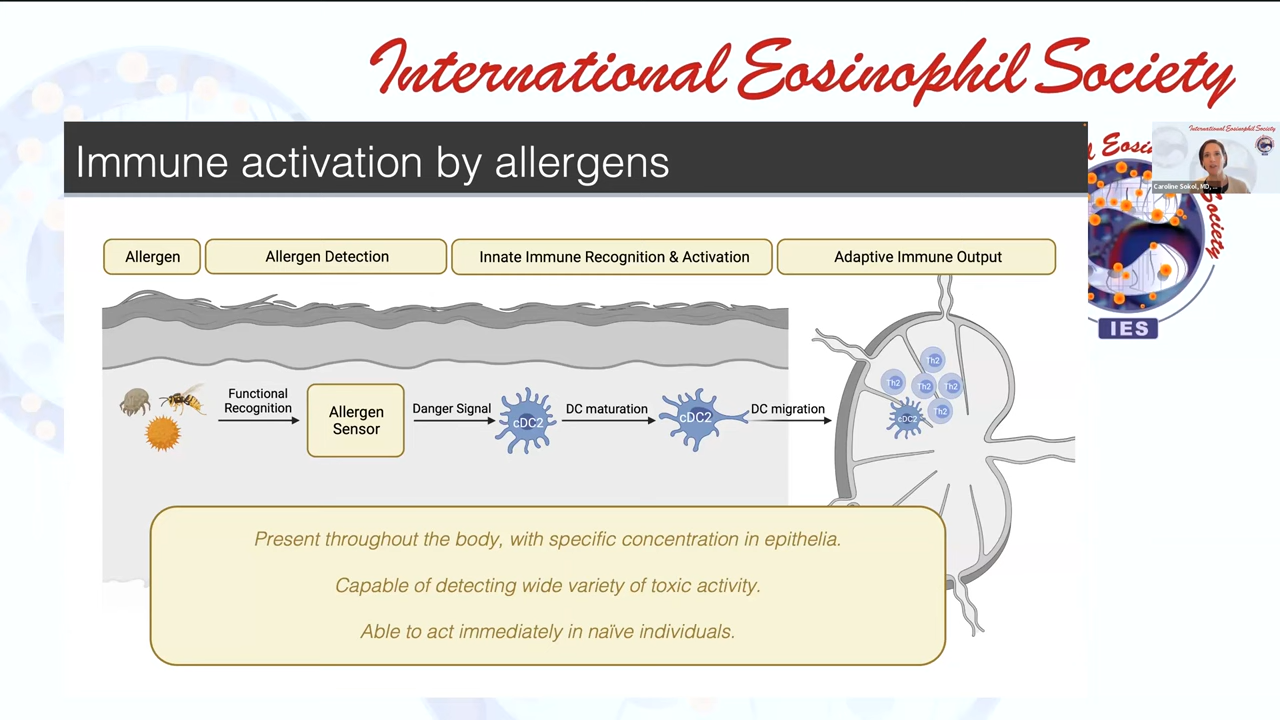 International Eosinophil Society
Immune activation by allergens
International Eosinophil Society
Caroline Sokol, MD, ...
Eosi
Society
IES
Allergen
Allergen Detection
Innate Immune Recognition & Activation
Adaptive Immune Output
Functional
Recognition
Allergen
Sensor
Danger Signal
cDC2
DC maturation
cDC2
DC migration
Th2
Th2
Th2
Th2
Th2
cDC2
Present throughout the body, with specific concentration in epithelia.
Capable of detecting wide variety of toxic activity.
Able to act immediately in naïve individuals.